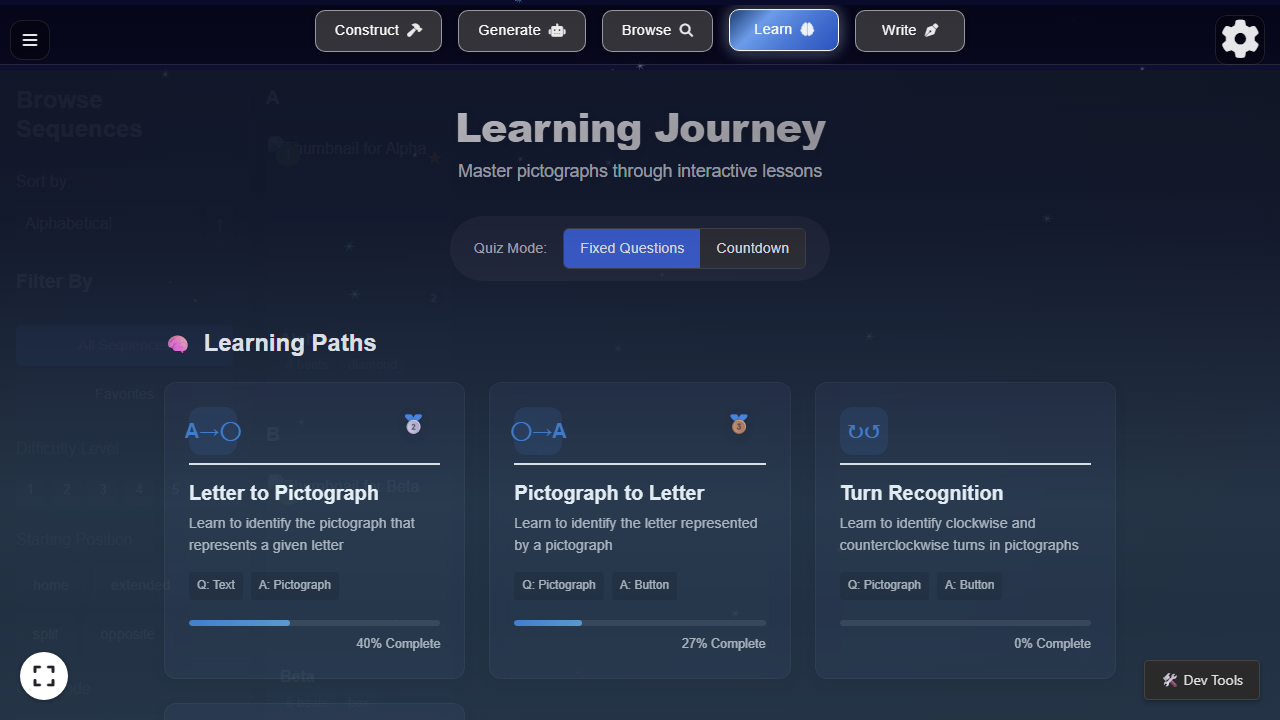 Construct
Generate
Browse
Learn
Write
Browse
Sequences
Sort by:
Alphabetical
Filter By
All Sequences
Favorites
Difficulty Level
1 2 3 4 5
Starting Position
home extended
split opposite
A
Thumbnail for Alpha
B
Beta
Learning Journey
Master pictographs through interactive lessons
Quiz Mode: Fixed Questions Countdown
Learning Paths
A→○
2
Letter to Pictograph
Learn to identify the pictograph that
represents a given letter
Q: Text A: Pictograph
40% Complete
○→A
3
Pictograph to Letter
Learn to identify the letter represented
by a pictograph
Q: Pictograph A: Button
27% Complete
↻↺
Turn Recognition
Learn to identify clockwise and
counterclockwise turns in pictographs
Q: Pictograph A: Button
0% Complete
Dev Tools